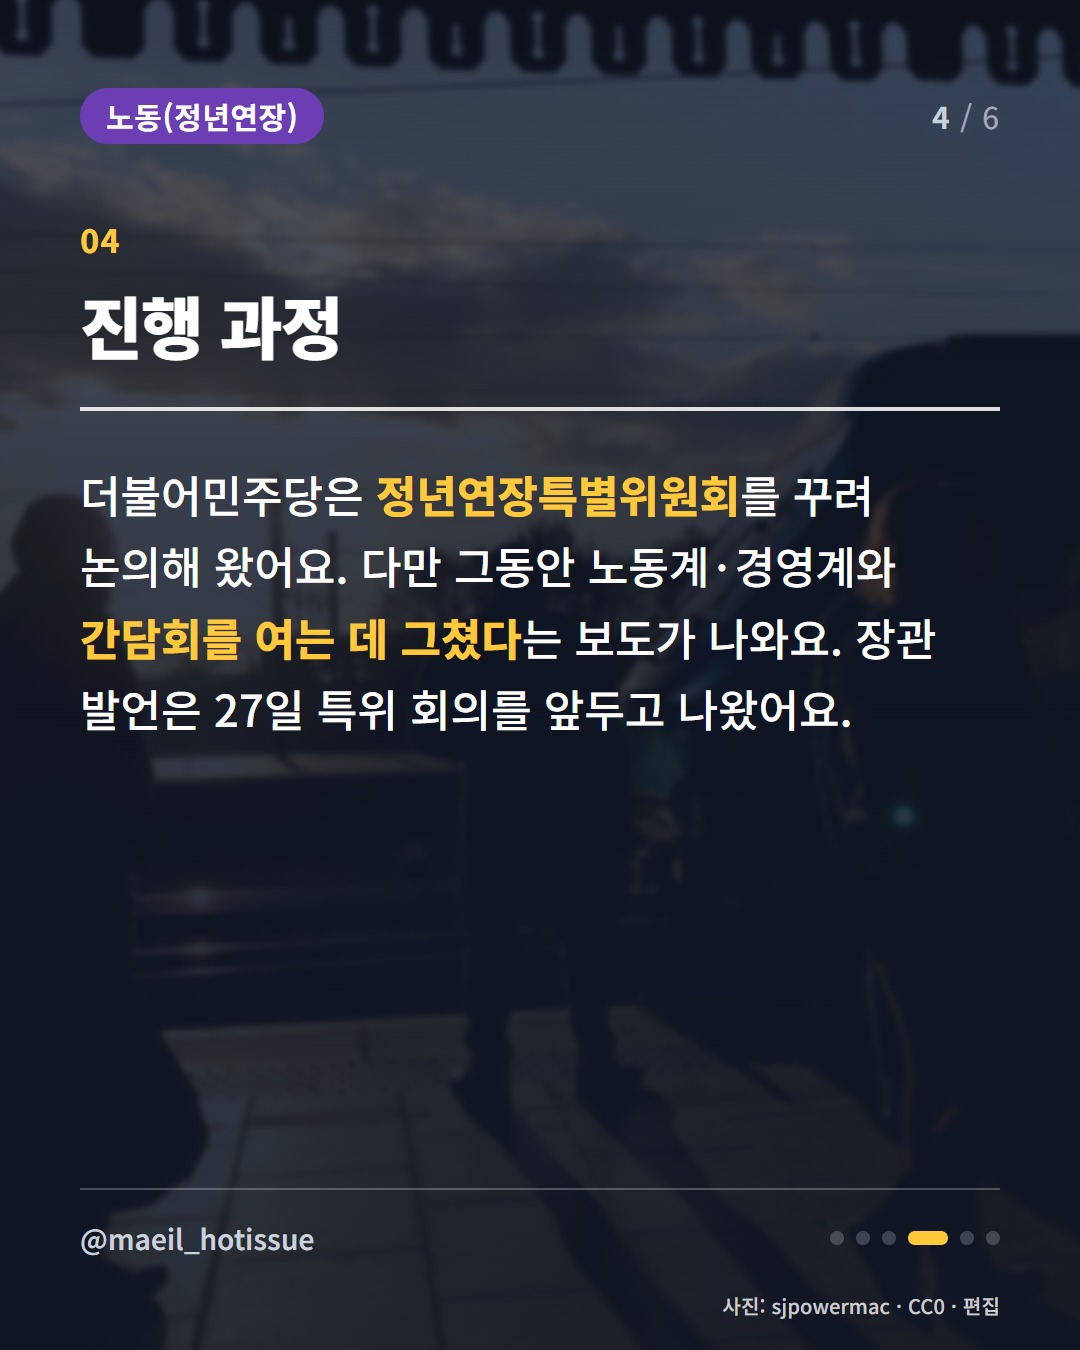 노동(정년연장)
4 / 6
04
진행 과정
더불어민주당은 정년연장특별위원회를 꾸려
논의해 왔어요. 다만 그동안 노동계·경영계와
간담회를 여는 데 그쳤다는 보도가 나와요. 장관
발언은 27일 특위 회의를 앞두고 나왔어요.
@maeil_hotissue
사진: sjpowermac · CC0 · 편집